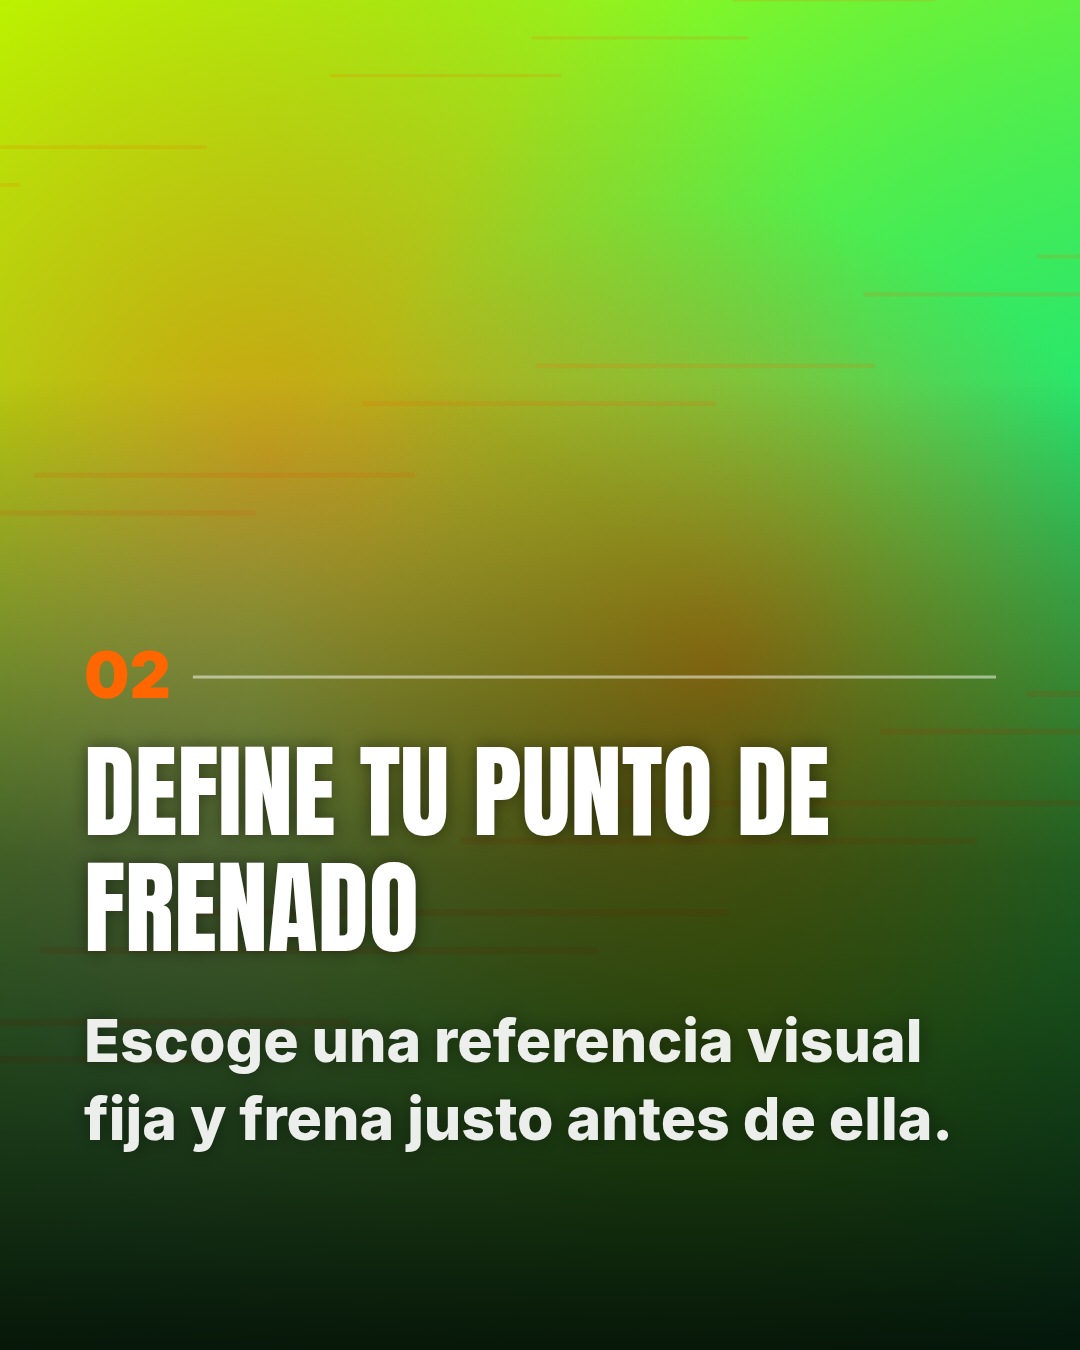 02
DEFINE TU PUNTO DE
FRENADO
Escoge una referencia visual
fija y frena justo antes de ella.